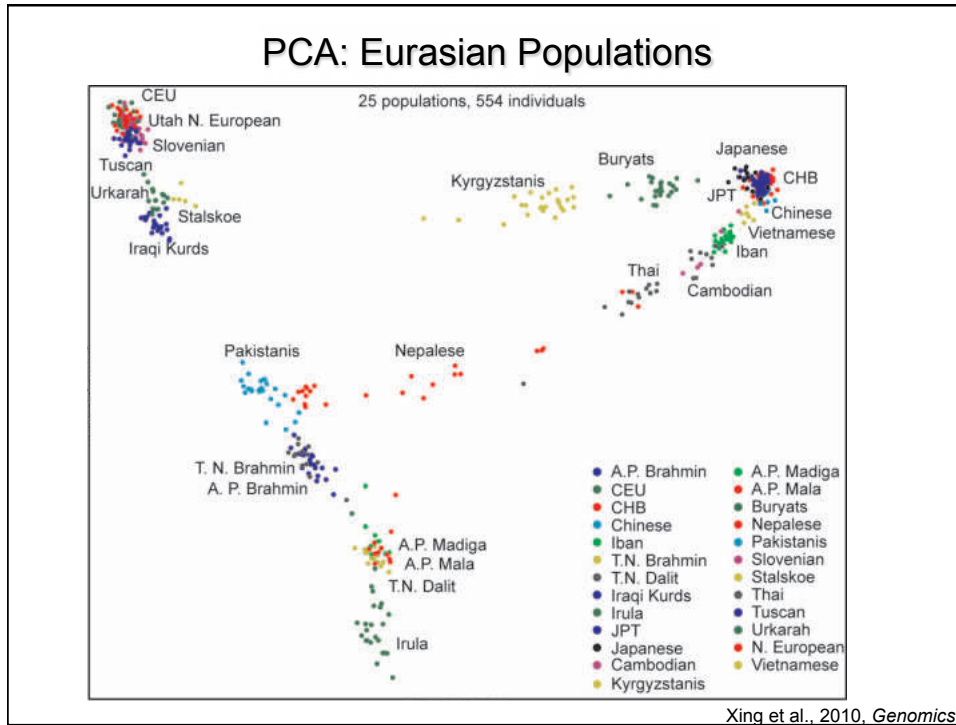 PCA: Eurasian Populations
25 populations, 554 individuals
CEU
Utah N. European
Slovenian
Tuscan
Urkarah
Stalskoe
Iraqi Kurds
Kyrgyzstanis
Buryats
Japanese
CHB
JPT
Chinese
Vietnamese
Iban
Cambodian
Thai
Pakistanis
Nepalese
T. N. Brahmin
A. P. Brahmin
A.P. Madiga
A.P. Mala
T.N. Dalit
Irula
A.P. Brahmin
CEU
CHB
Chinese
Iban
T.N. Brahmin
T.N. Dalit
Iraqi Kurds
Irula
JPT
Japanese
Cambodian
Kyrgyzstanis
A.P. Madiga
A.P. Mala
Buryats
Nepalese
Pakistanis
Slovenian
Stalskoe
Thai
Tuscan
Urkarah
N. European
Vietnamese
Xing et al., 2010, Genomics